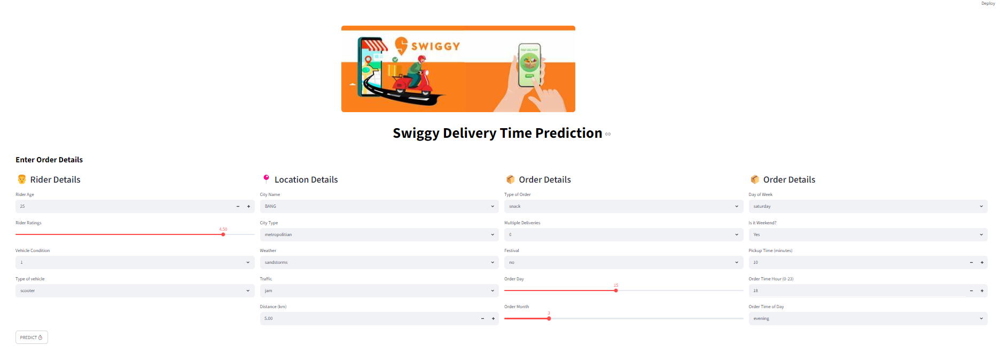 Deploy
SWIGGY
FAST DELIVERY
Swiggy Delivery Time Prediction
Enter Order Details
Rider Details
Rider Age
25
Rider Ratings
4.50
Vehicle Condition
1
Type of vehicle
scooter
Location Details
City Name
BANG
City Type
metropolitian
Weather
sandstorms
Traffic
jam
Distance (km)
5.00
Order Details
Type of Order
snack
Multiple Deliveries
0
Festival
no
Order Day
15
Order Month
3
Order Details
Day of Week
saturday
Is it Weekend?
Yes
Pickup Time (minutes)
10
Order Time Hour (0-23)
18
Order Time of Day
evening
PREDICT